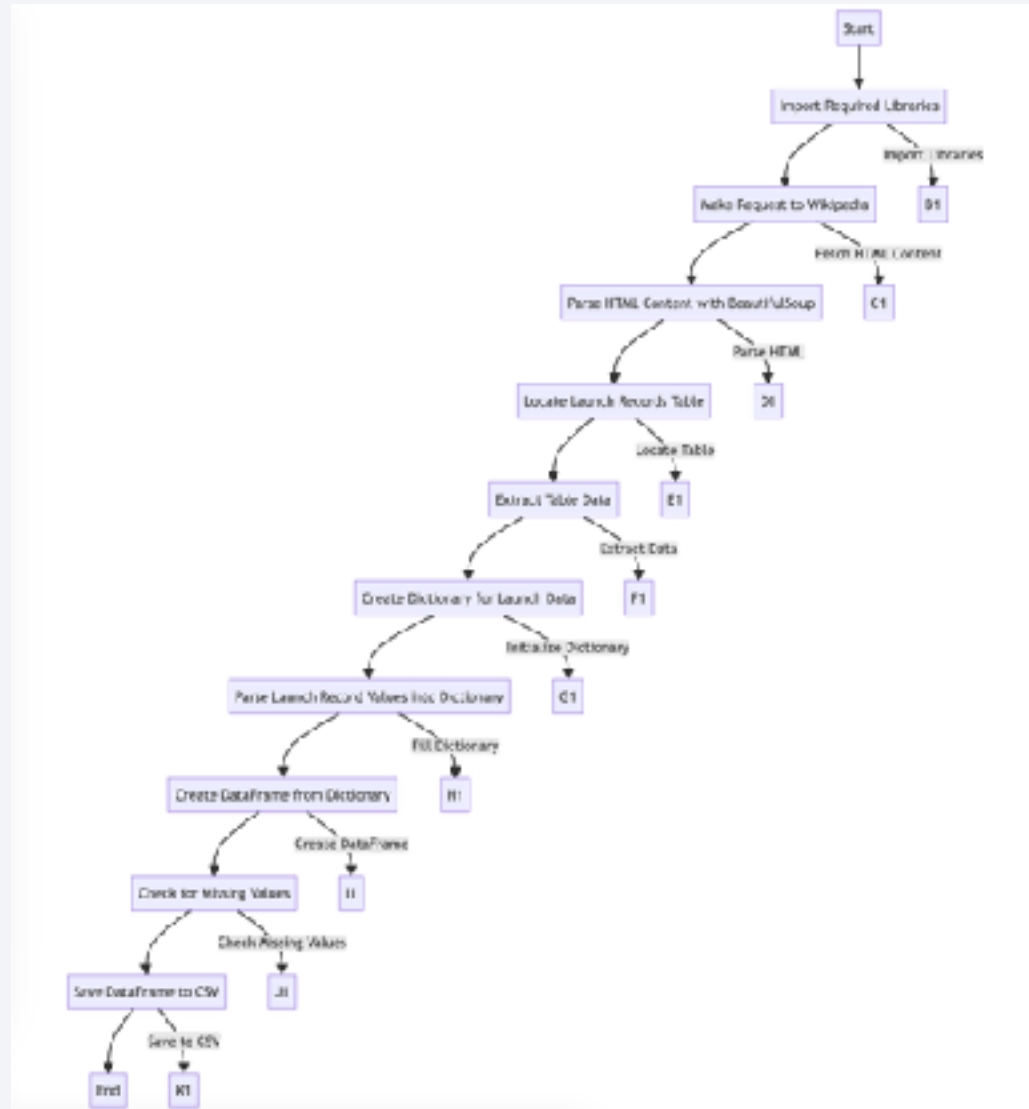 Start
Import Required Libraries
Import Libraries
Make Request to Wikipedia
B1
Fetch HTML Content
Parse HTML Content with BeautifulSoup
C1
Parse HTML
Locate Launch Records Table
D1
Locate Table
Extract Table Data
E1
Extract Data
Create Dictionary for Launch Data
F1
Initialize Dictionary
Parse Launch Record Values into Dictionary
G1
Fill Dictionary
Create DataFrame from Dictionary
H1
Create DataFrame
Check for Missing Values
I1
Check Missing Values
Save DataFrame to CSV
J1
Save to CSV
End
K1